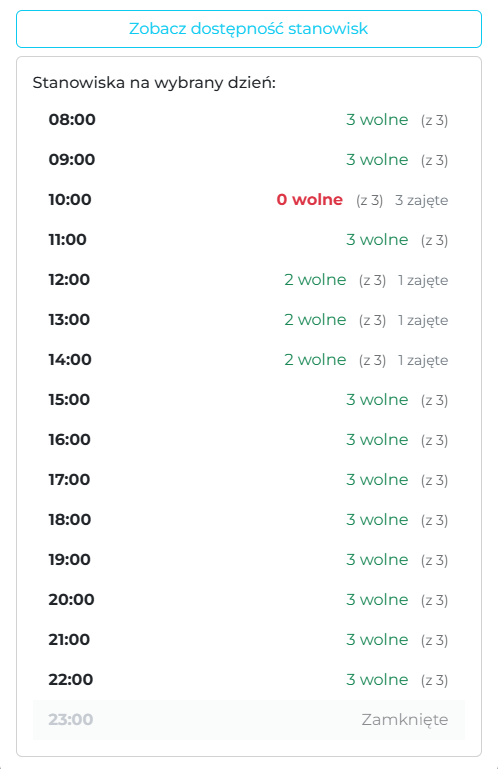 Zobacz dostępność stanowisk
Stanowiska na wybrany dzień:
08:00 3 wolne (z 3)
09:00 3 wolne (z 3)
10:00 0 wolne (z 3) 3 zajęte
11:00 3 wolne (z 3)
12:00 2 wolne (z 3) 1 zajęte
13:00 2 wolne (z 3) 1 zajęte
14:00 2 wolne (z 3) 1 zajęte
15:00 3 wolne (z 3)
16:00 3 wolne (z 3)
17:00 3 wolne (z 3)
18:00 3 wolne (z 3)
19:00 3 wolne (z 3)
20:00 3 wolne (z 3)
21:00 3 wolne (z 3)
22:00 3 wolne (z 3)
23:00 Zamknięte